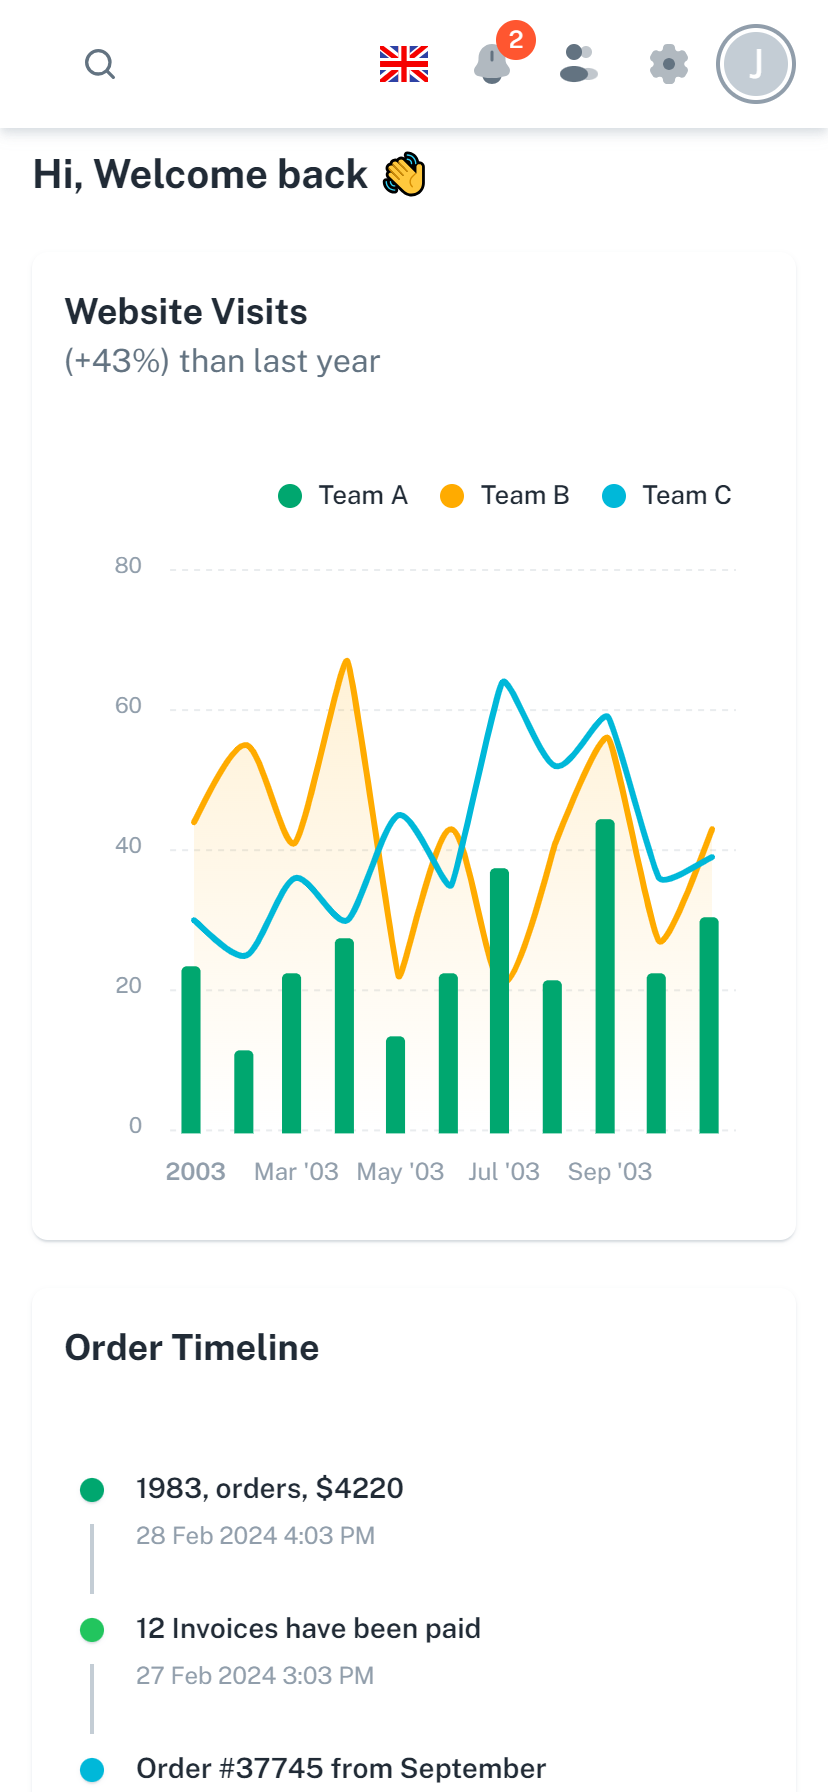 2
J
Hi, Welcome back 👋
Website Visits
(+43%) than last year
Team A Team B Team C
80
60
40
20
0
2003 Mar '03 May '03 Jul '03 Sep '03
Order Timeline
1983, orders, $4220
28 Feb 2024 4:03 PM
12 Invoices have been paid
27 Feb 2024 3:03 PM
Order #37745 from September